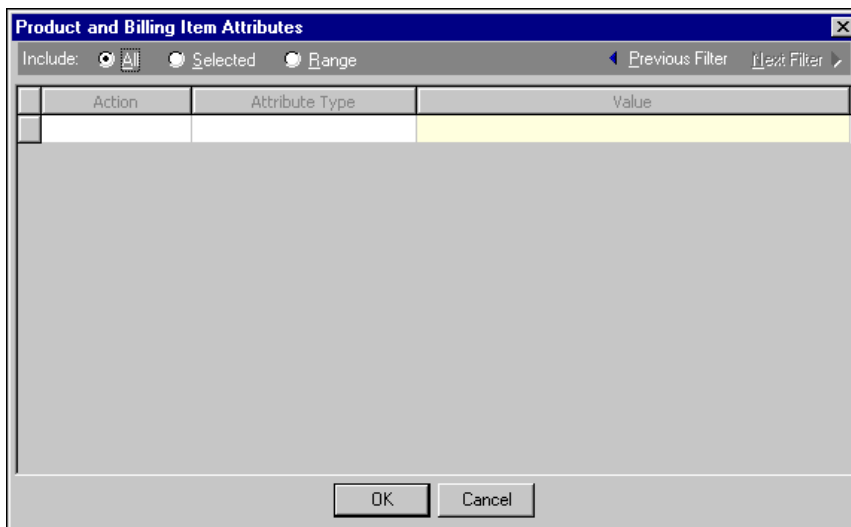 Product and Billing Item Attributes
Include: All Selected Range Previous Filter Next Filter
Action Attribute Type Value
OK Cancel